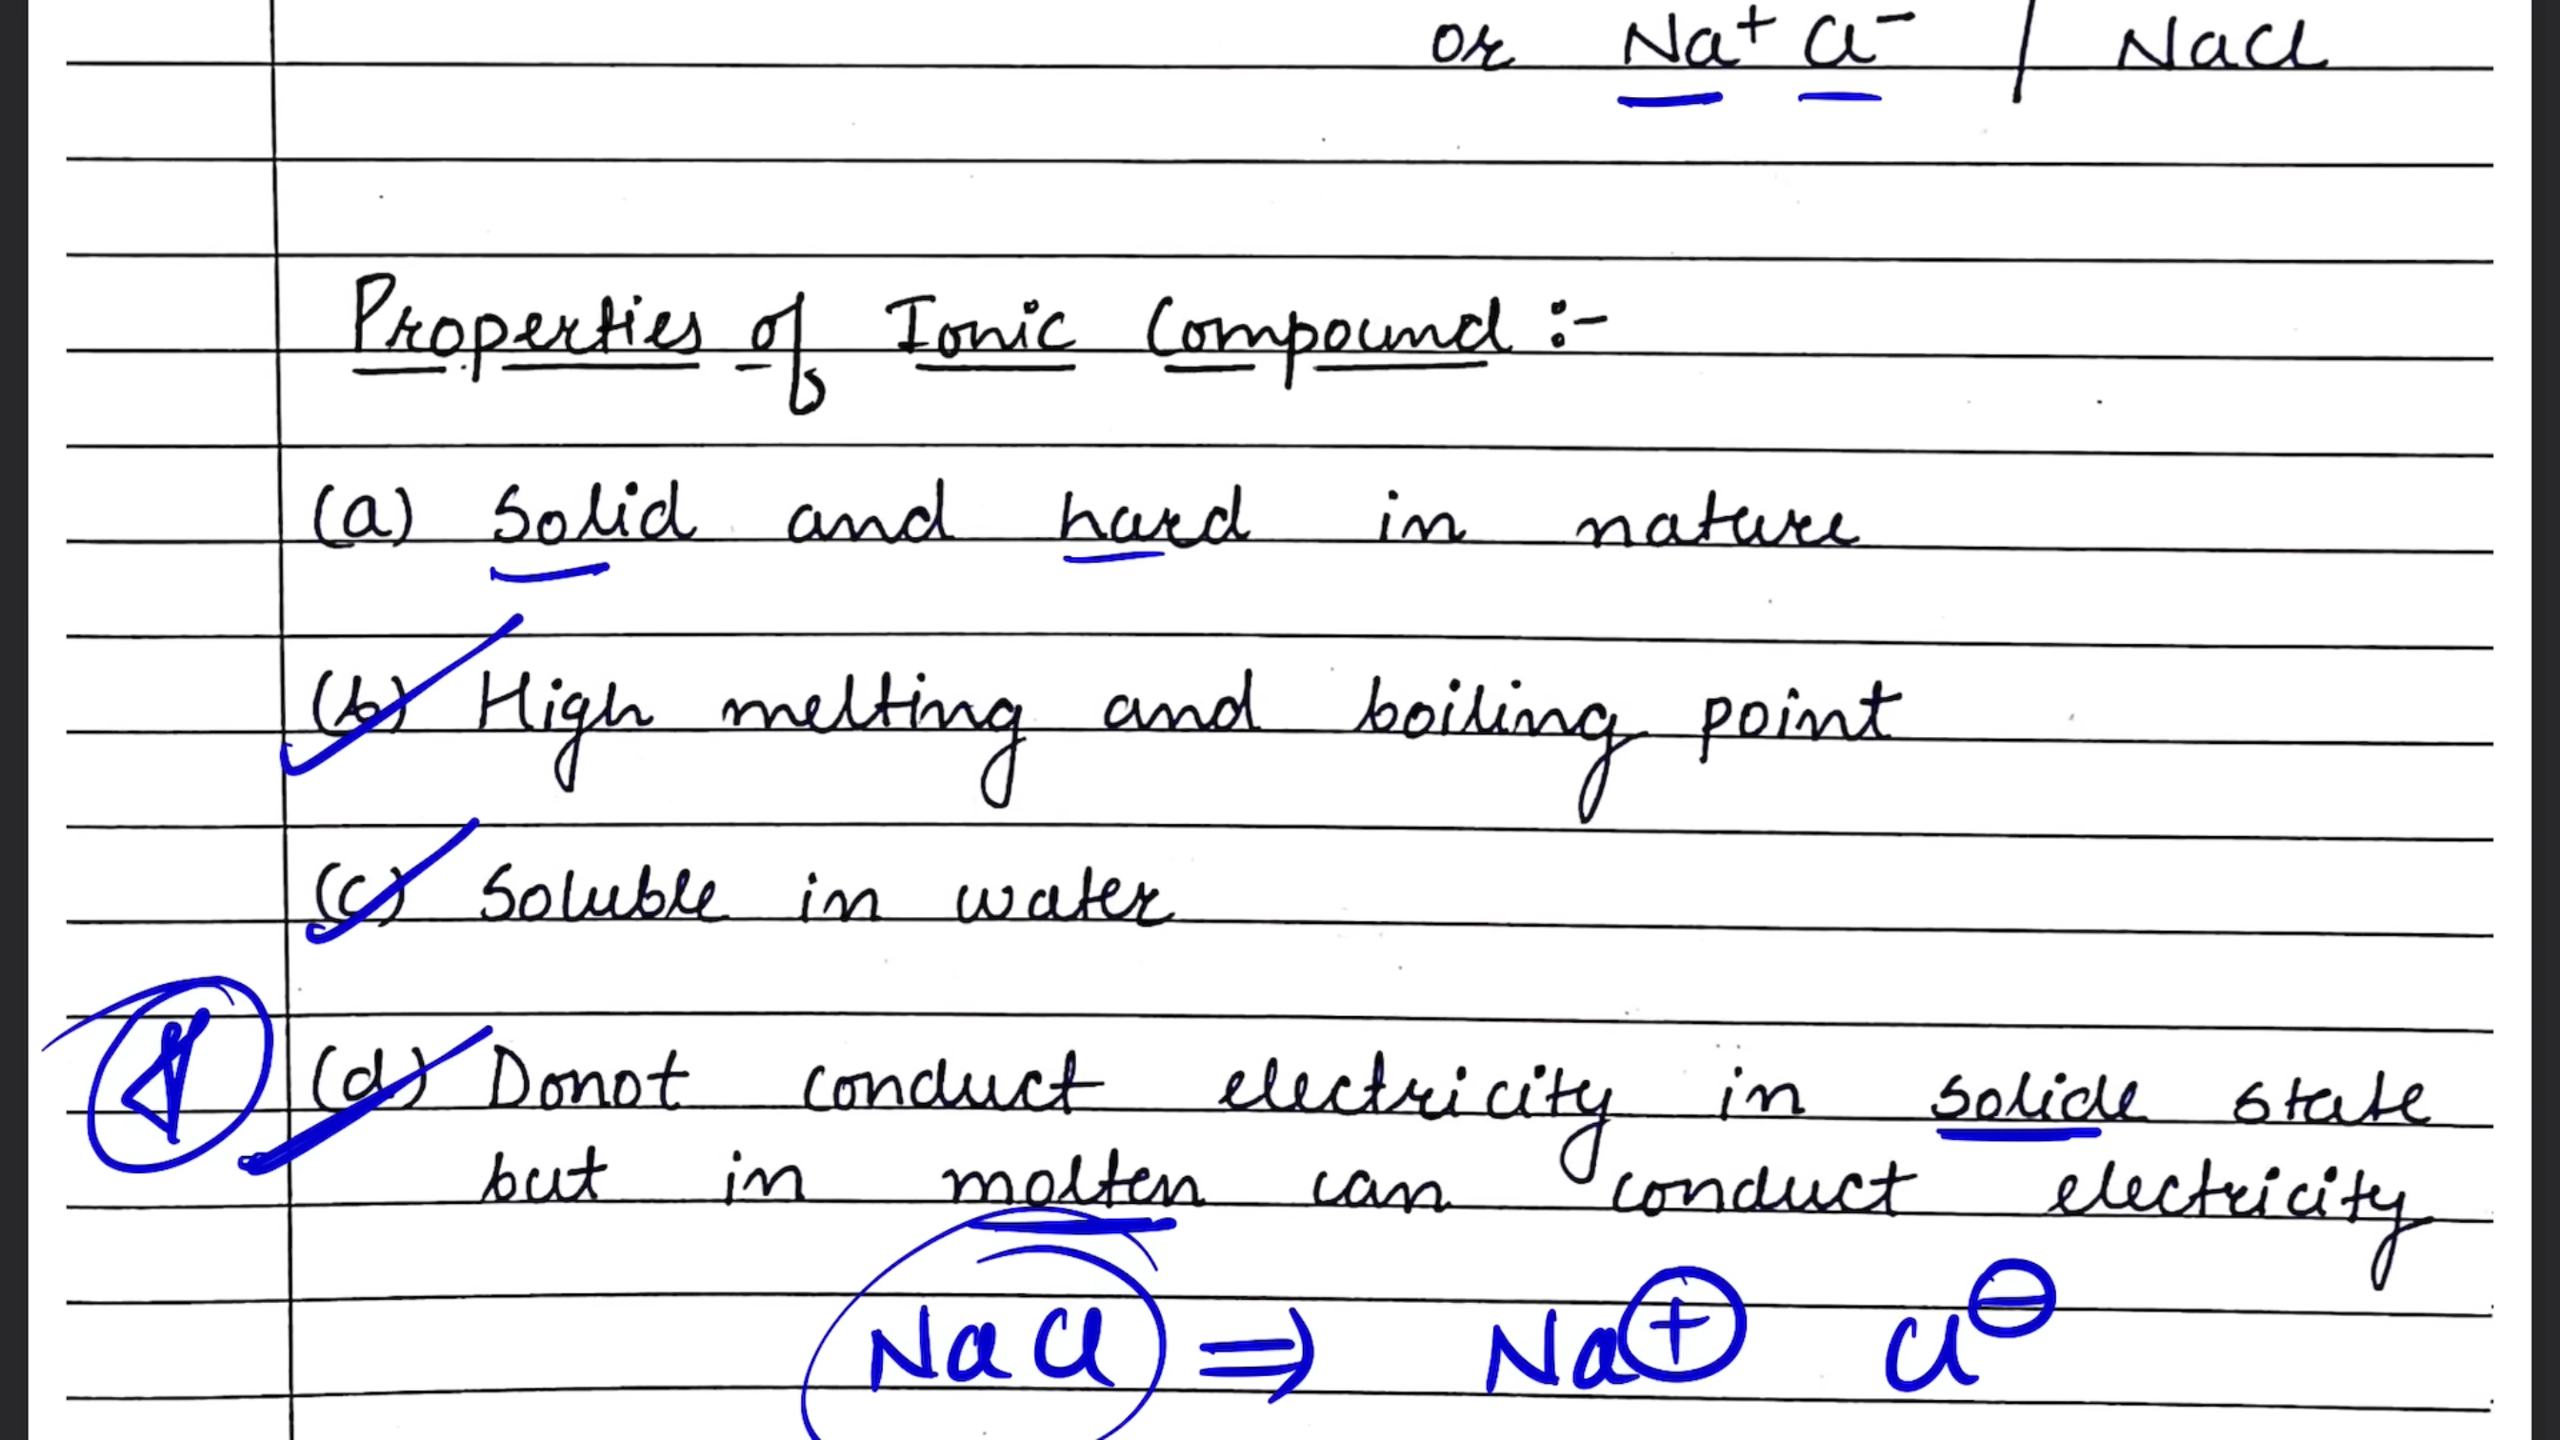 or Na⁺ Cl⁻ / NaCl
Properties of Ionic Compound :-
(a) Solid and hard in nature
(b) High melting and boiling point
(c) Soluble in water
(d) Donot conduct electricity in solide state
but in molten can conduct electricity
NaCl ⇒ Na⊕ Cl⊖